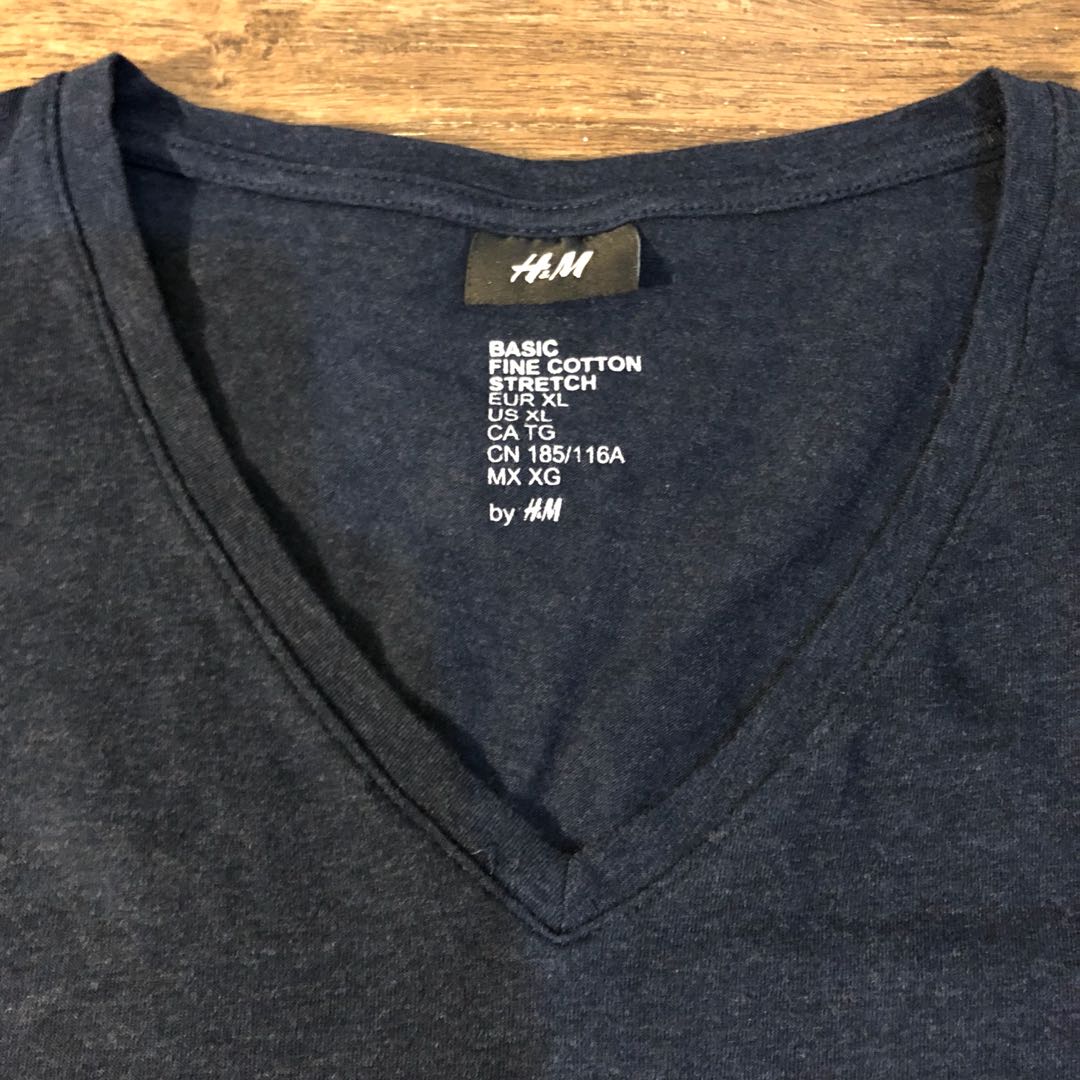 H&M
BASIC
FINE COTTON
STRETCH
EUR XL
US XL
CA TG
CN 185/116A
MX XG
by H&M